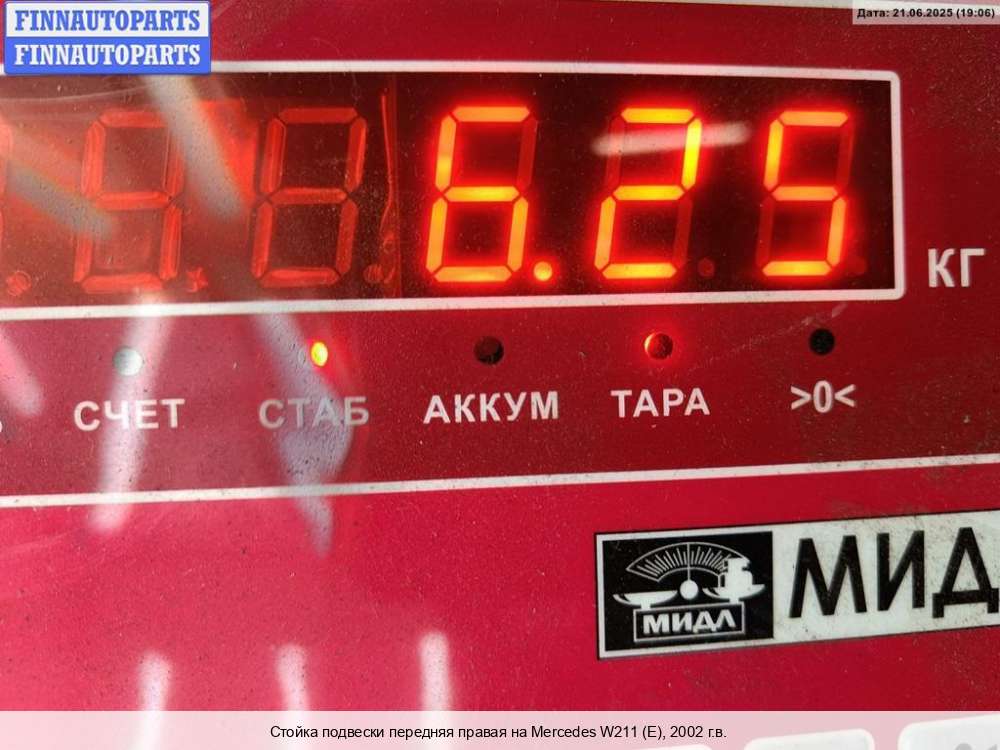 FINNAUTOPARTS
FINNAUTOPARTS
Дата: 21.06.2025 (19:06)
6.25
КГ
СЧЕТ СТАБ АККУМ ТАРА >0<
МИДЛ
МИД
Стойка подвески передняя правая на Mercedes W211 (E), 2002 г.в.